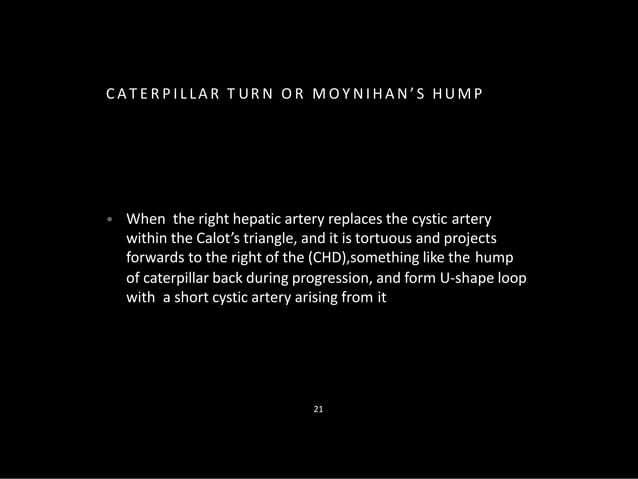 CATERPILLAR TURN OR MOYNIHAN’S HUMP
• When  the right hepatic artery replaces the cystic artery
within the Calot’s triangle, and it is tortuous and projects
forwards to the right of the (CHD),something like the hump
of caterpillar back during progression, and form U-shape loop
with  a short cystic artery arising from it
21